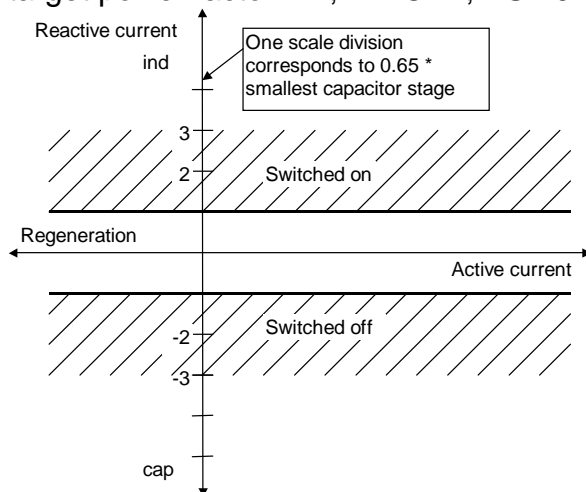 Reactive current
ind
One scale division
corresponds to 0.65 *
smallest capacitor stage
3
2
Switched on
Regeneration
Active current
Switched off
-2
-3
cap